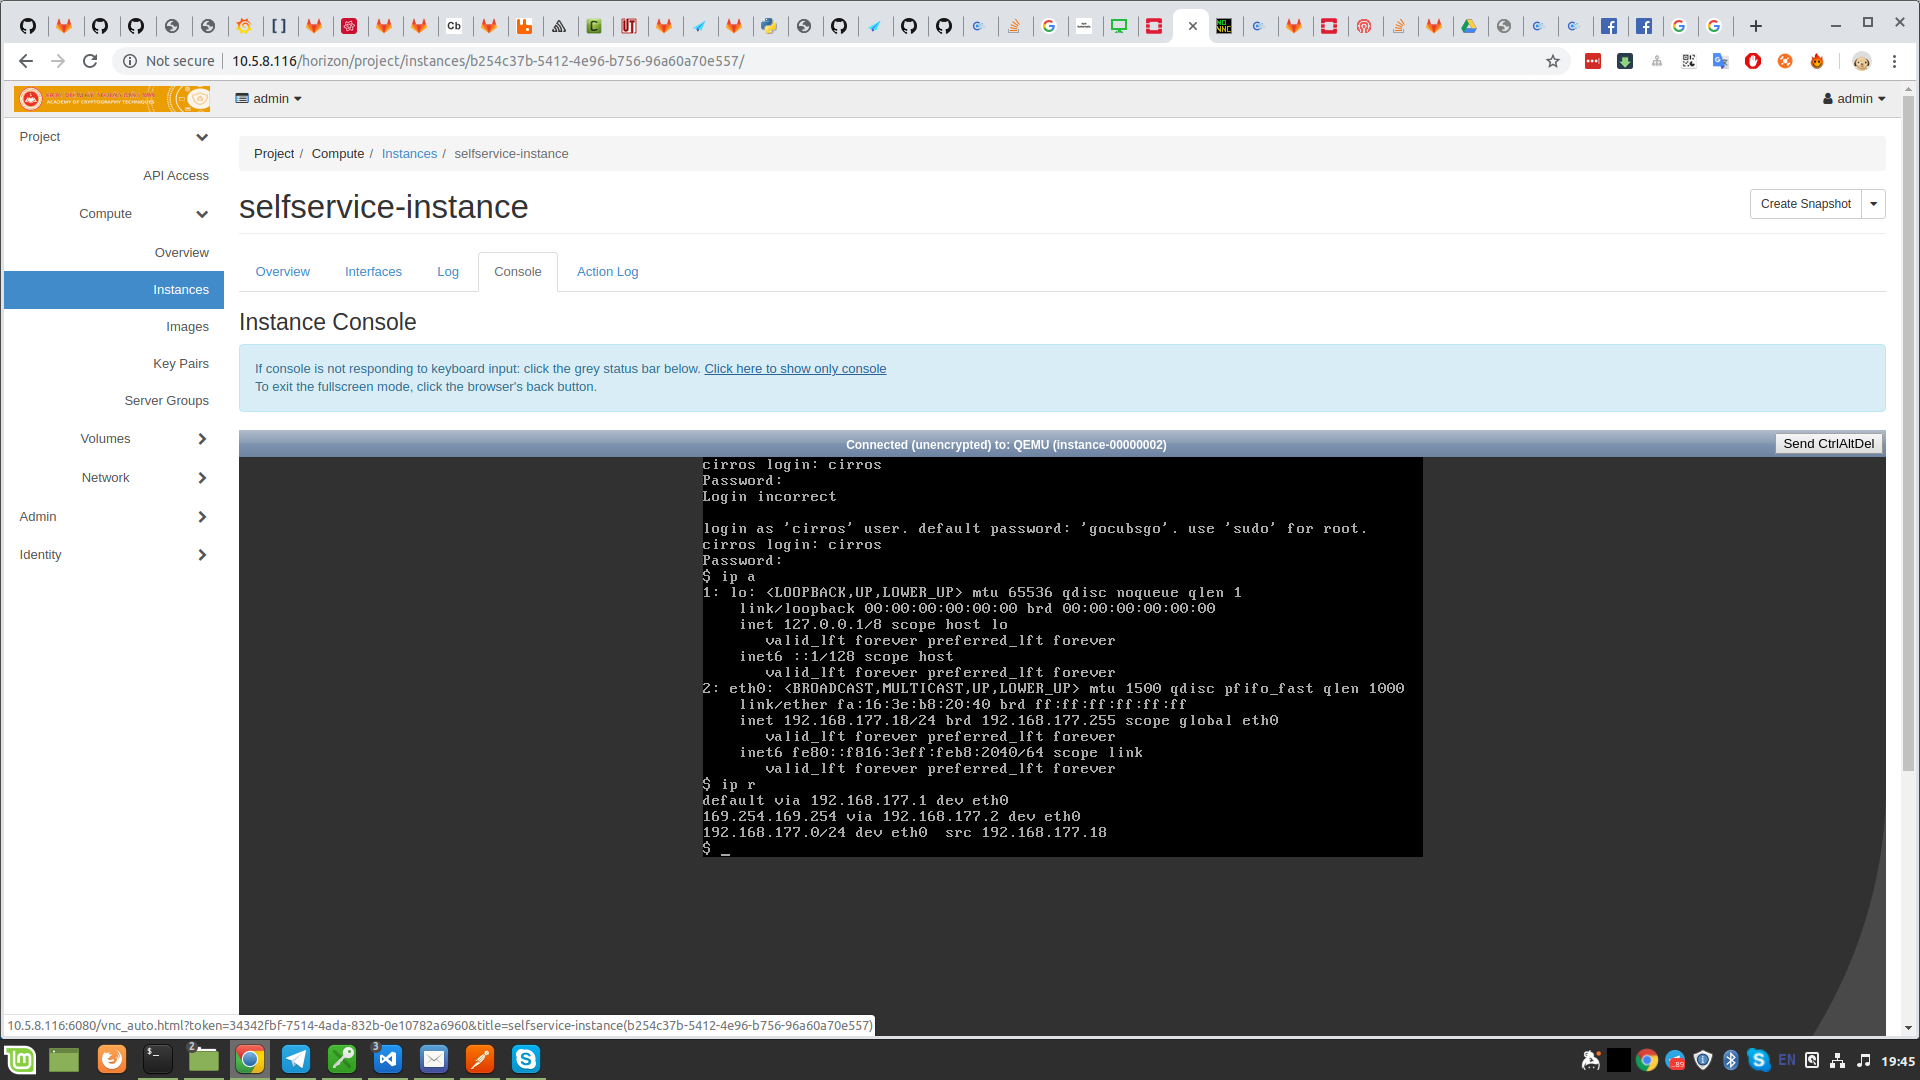 Not secure
10.5.8.116/horizon/project/instances/b254c37b-5412-4e96-b756-96a60a70e557/
ACADEMY OF CRYPTOGRAPHY TECHNIQUES
admin
admin
Project
API Access
Compute
Overview
Instances
Images
Key Pairs
Server Groups
Volumes
Network
Admin
Identity
Project / Compute / Instances / selfservice-instance
selfservice-instance
Create Snapshot
Overview
Interfaces
Log
Console
Action Log
Instance Console
If console is not responding to keyboard input: click the grey status bar below. Click here to show only console
To exit the fullscreen mode, click the browser's back button.
Connected (unencrypted) to: QEMU (instance-00000002)
Send CtrlAltDel
cirros login: cirros
Password:
Login incorrect
login as 'cirros' user. default password: 'gocubsgo'. use 'sudo' for root.
cirros login: cirros
Password:
$ ip a
1: lo: <LOOPBACK,UP,LOWER_UP> mtu 65536 qdisc noqueue qlen 1
link/loopback 00:00:00:00:00:00 brd 00:00:00:00:00:00
inet 127.0.0.1/8 scope host lo
valid_lft forever preferred_lft forever
inet6 ::1/128 scope host
valid_lft forever preferred_lft forever
2: eth0: <BROADCAST,MULTICAST,UP,LOWER_UP> mtu 1500 qdisc pfifo_fast qlen 1000
link/ether fa:16:3e:b8:20:40 brd ff:ff:ff:ff:ff:ff
inet 192.168.177.18/24 brd 192.168.177.255 scope global eth0
valid_lft forever preferred_lft forever
inet6 fe80::f816:3eff:feb8:2040/64 scope link
valid_lft forever preferred_lft forever
$ ip r
default via 192.168.177.1 dev eth0
169.254.169.254 via 192.168.177.2 dev eth0
192.168.177.0/24 dev eth0  src 192.168.177.18
$ _
10.5.8.116:6080/vnc_auto.html?token=34342fbf-7514-4ada-832b-0e10782a6960&title=selfservice-instance(b254c37b-5412-4e96-b756-96a60a70e557)
2
3
EN
19:45